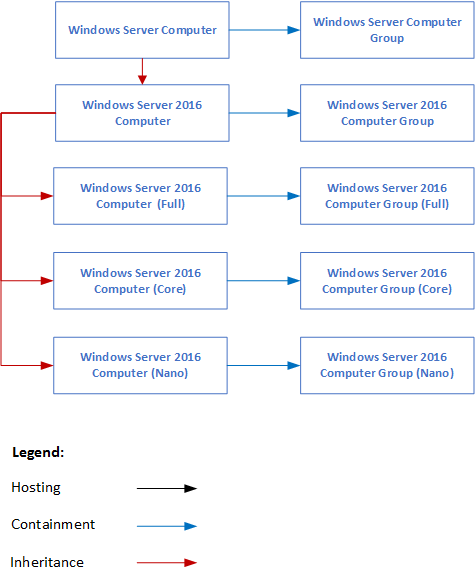 Windows Server Computer
Windows Server Computer
Group
Windows Server 2016
Computer
Windows Server 2016
Computer Group
Windows Server 2016
Computer  (Full)
Windows Server 2016
Computer Group (Full)
Windows Server 2016
Computer (Core)
Windows Server 2016
Computer Group (Core)
Windows Server 2016
Computer (Nano)
Windows Server 2016
Computer Group (Nano)
Legend:
Hosting
Containment
Inheritance